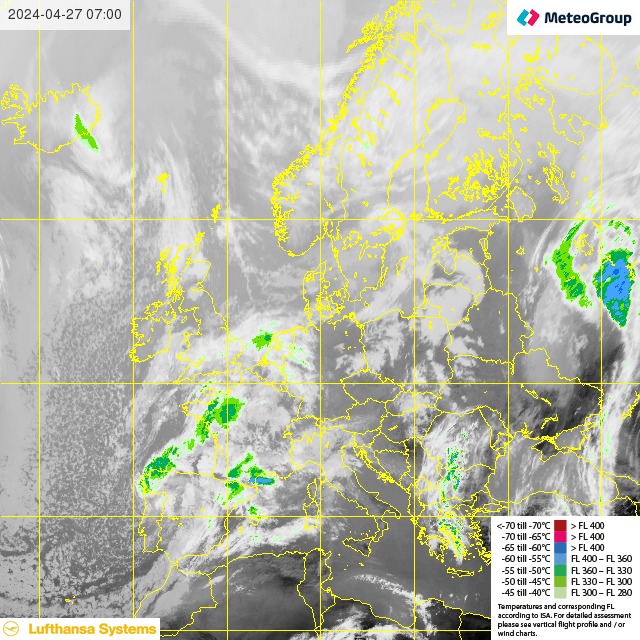 2024-04-27 07:00
MeteoGroup
<-70 till -70°C > FL 400
-70 till -65°C > FL 400
-65 till -60°C > FL 400
-60 till -55°C FL 400 – FL 360
-55 till -50°C FL 360 – FL 330
-50 till -45°C FL 330 – FL 300
-45 till -40°C FL 300 – FL 280
Temperatures and corresponding FL
according to ISA. For detailed assessment
please see vertical flight profile and / or
wind charts.
Lufthansa Systems